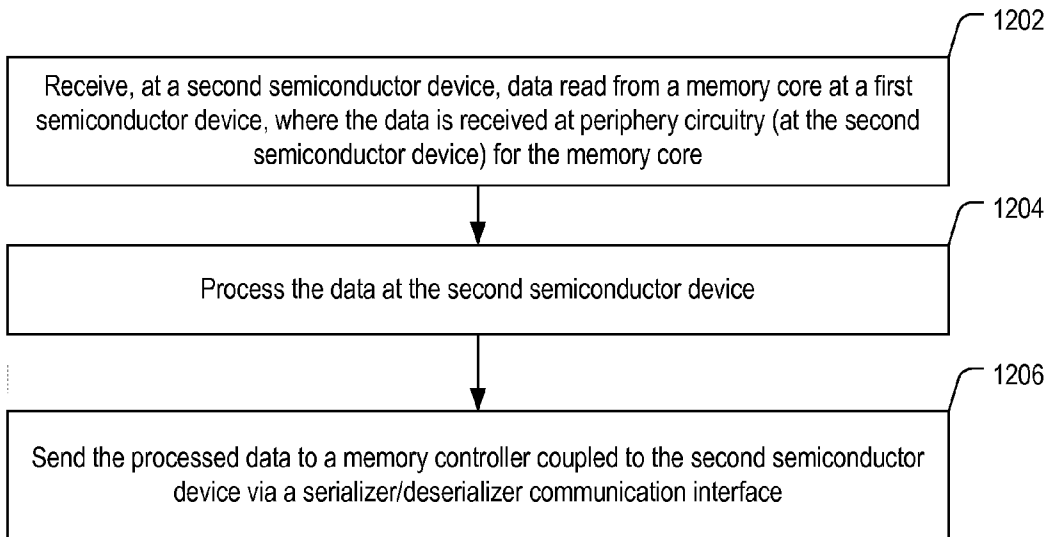 1202
Receive, at a second semiconductor device, data read from a memory core at a first
semiconductor device, where the data is received at periphery circuitry (at the second
semiconductor device) for the memory core
1204
Process the data at the second semiconductor device
1206
Send the processed data to a memory controller coupled to the second semiconductor
device via a serializer/deserializer communication interface